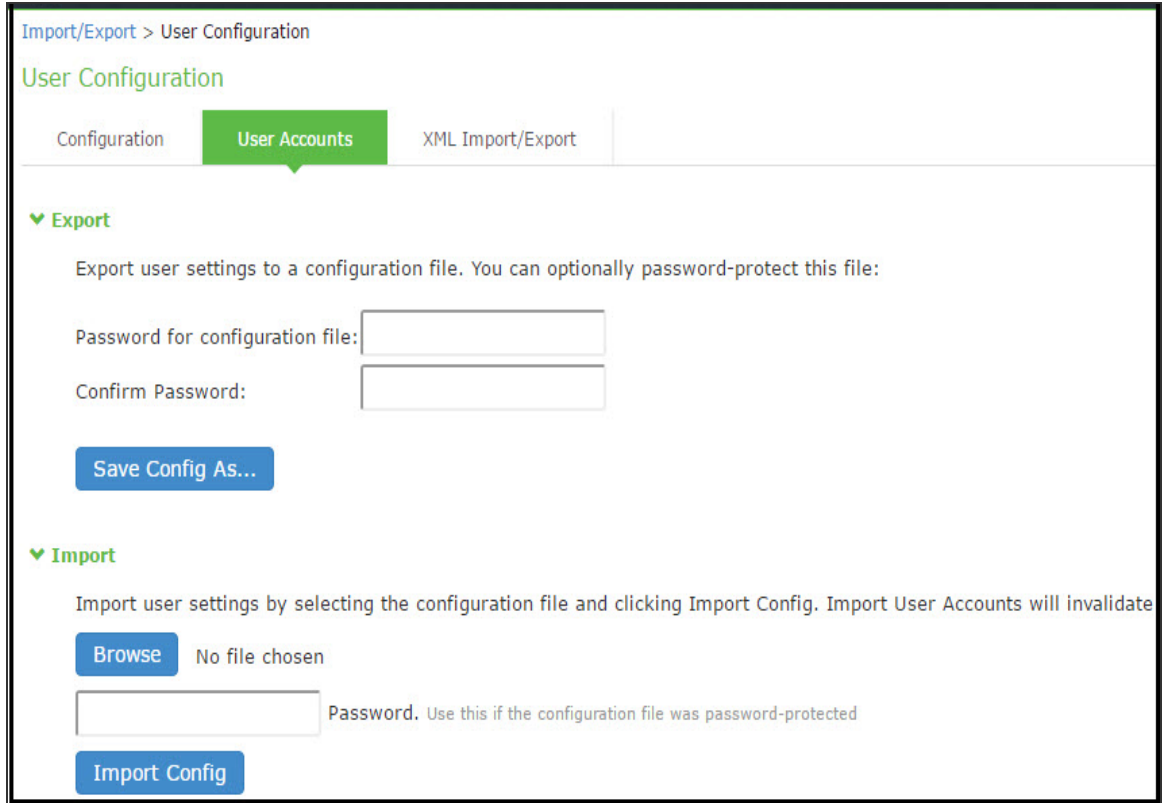 Import/Export > User Configuration
User Configuration
Configuration User Accounts XML Import/Export
Export
Export user settings to a configuration file. You can optionally password-protect this file:
Password for configuration file:
Confirm Password:
Save Config As...
Import
Import user settings by selecting the configuration file and clicking Import Config. Import User Accounts will invalidate
Browse No file chosen
Password. Use this if the configuration file was password-protected
Import Config